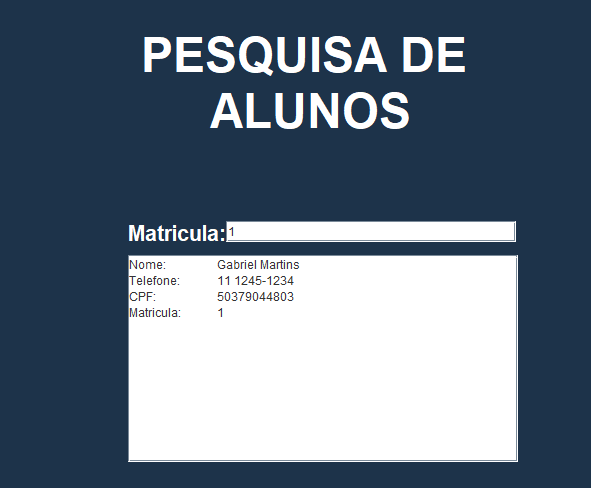 PESQUISA DE
ALUNOS
Matricula: 1
Nome: Gabriel Martins
Telefone: 11 1245-1234
CPF: 50379044803
Matricula: 1